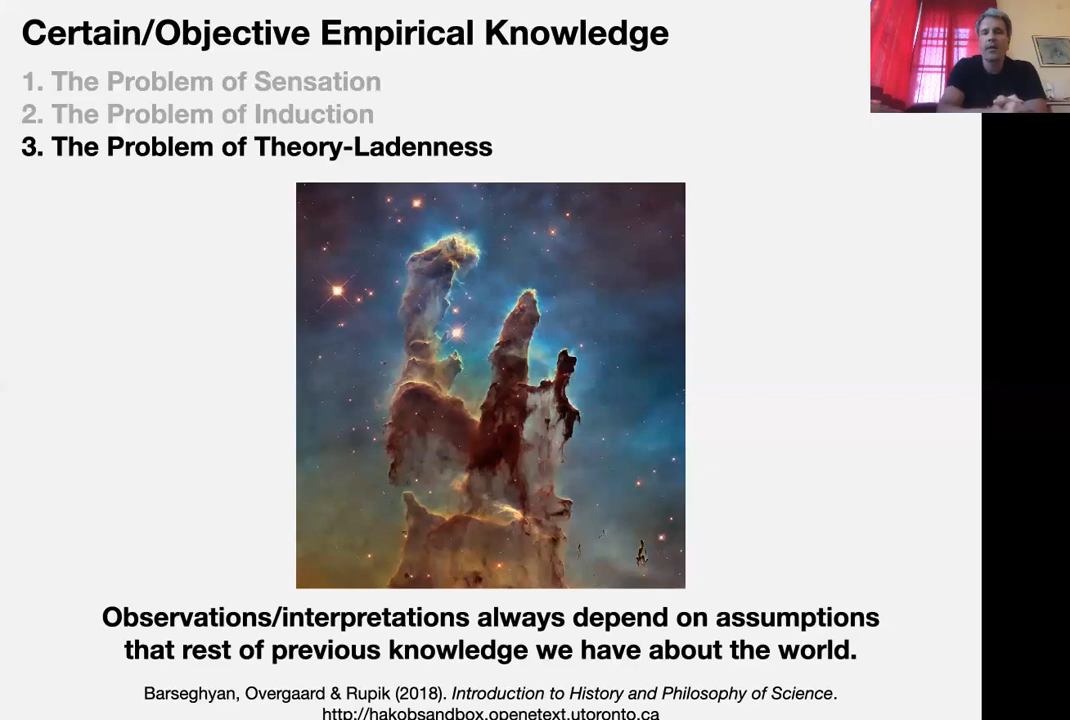 Certain/Objective Empirical Knowledge
1. The Problem of Sensation
2. The Problem of Induction
3. The Problem of Theory-Ladenness
Observations/interpretations always depend on assumptions
that rest of previous knowledge we have about the world.
Barseghyan, Overgaard & Rupik (2018). Introduction to History and Philosophy of Science.
http://hakobsandbox.openetext.utoronto.ca